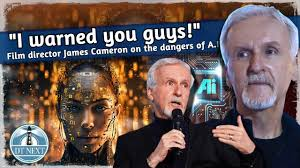 "I warned you guys!"
Film director James Cameron on the dangers of A.I
Ai
DT NEXT